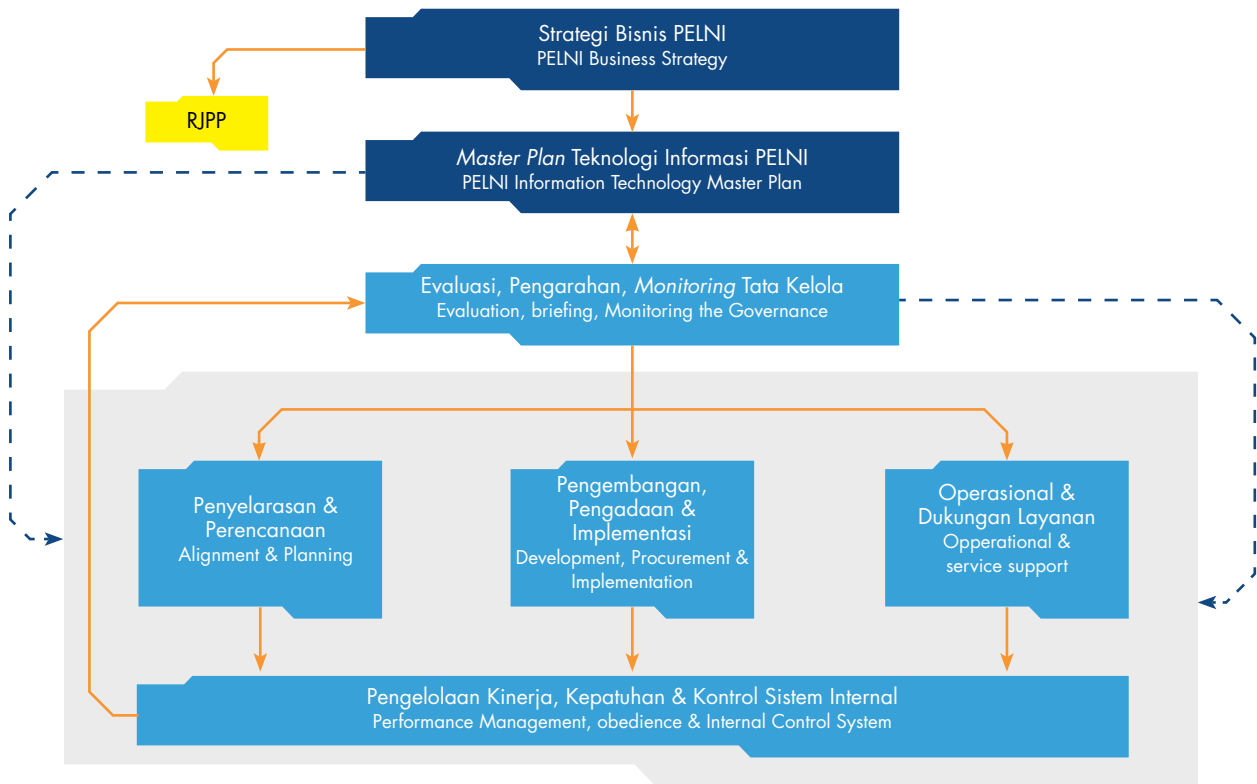 Strategi Bisnis PELNI
PELNI Business Strategy
RJPP
Master Plan Teknologi Informasi PELNI
PELNI Information Technology Master Plan
Evaluasi, Pengarahan, Monitoring Tata Kelola
Evaluation, briefing, Monitoring the Governance
Penyelarasan &
Perencanaan
Alignment & Planning
Pengembangan,
Pengadaan &
Implementasi
Development, Procurement &
Implementation
Operasional &
Dukungan Layanan
Opperational &
service support
Pengelolaan Kinerja, Kepatuhan & Kontrol Sistem Internal
Performance Management, obedience & Internal Control System